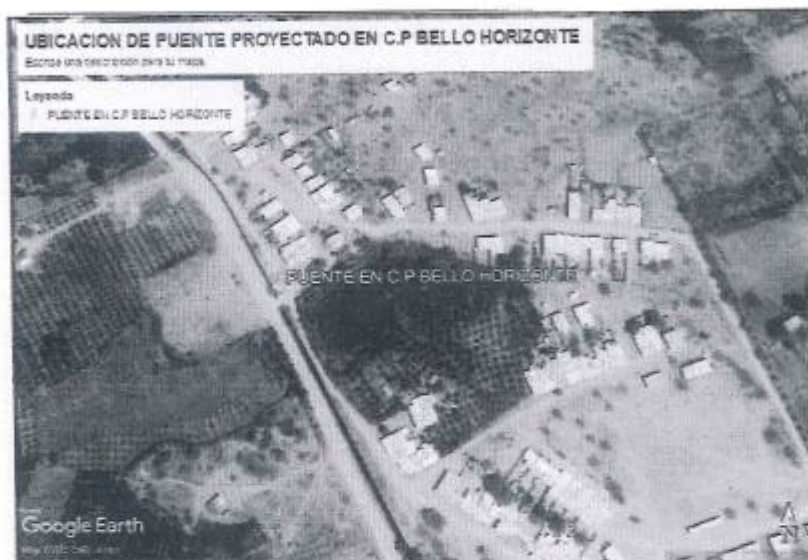 UBICACION DE PUENTE PROYECTADO EN C.P BELLO HORIZONTE
Escriba una descripción para su mapa.
Leyenda
PUENTE EN C.P BELLO HORIZONTE
PUENTE EN C.P BELLO HORIZONTE
Google Earth
N